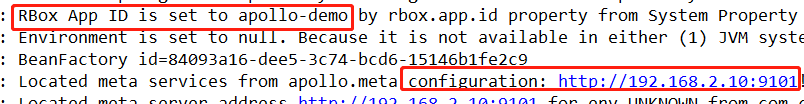 : RBox App ID is set to apollo-demo by rbox.app.id property from System Property
: Environment is set to null. Because it is not available in either (1) JVM syste
: BeanFactory id=84093a16-dee5-3c74-bcd6-15146b1fe2c9
: Located meta services from apollo.meta configuration: http://192.168.2.10:9101!
: Located meta server address http://192.168.2.10:9101 for env UNKNOWN from com